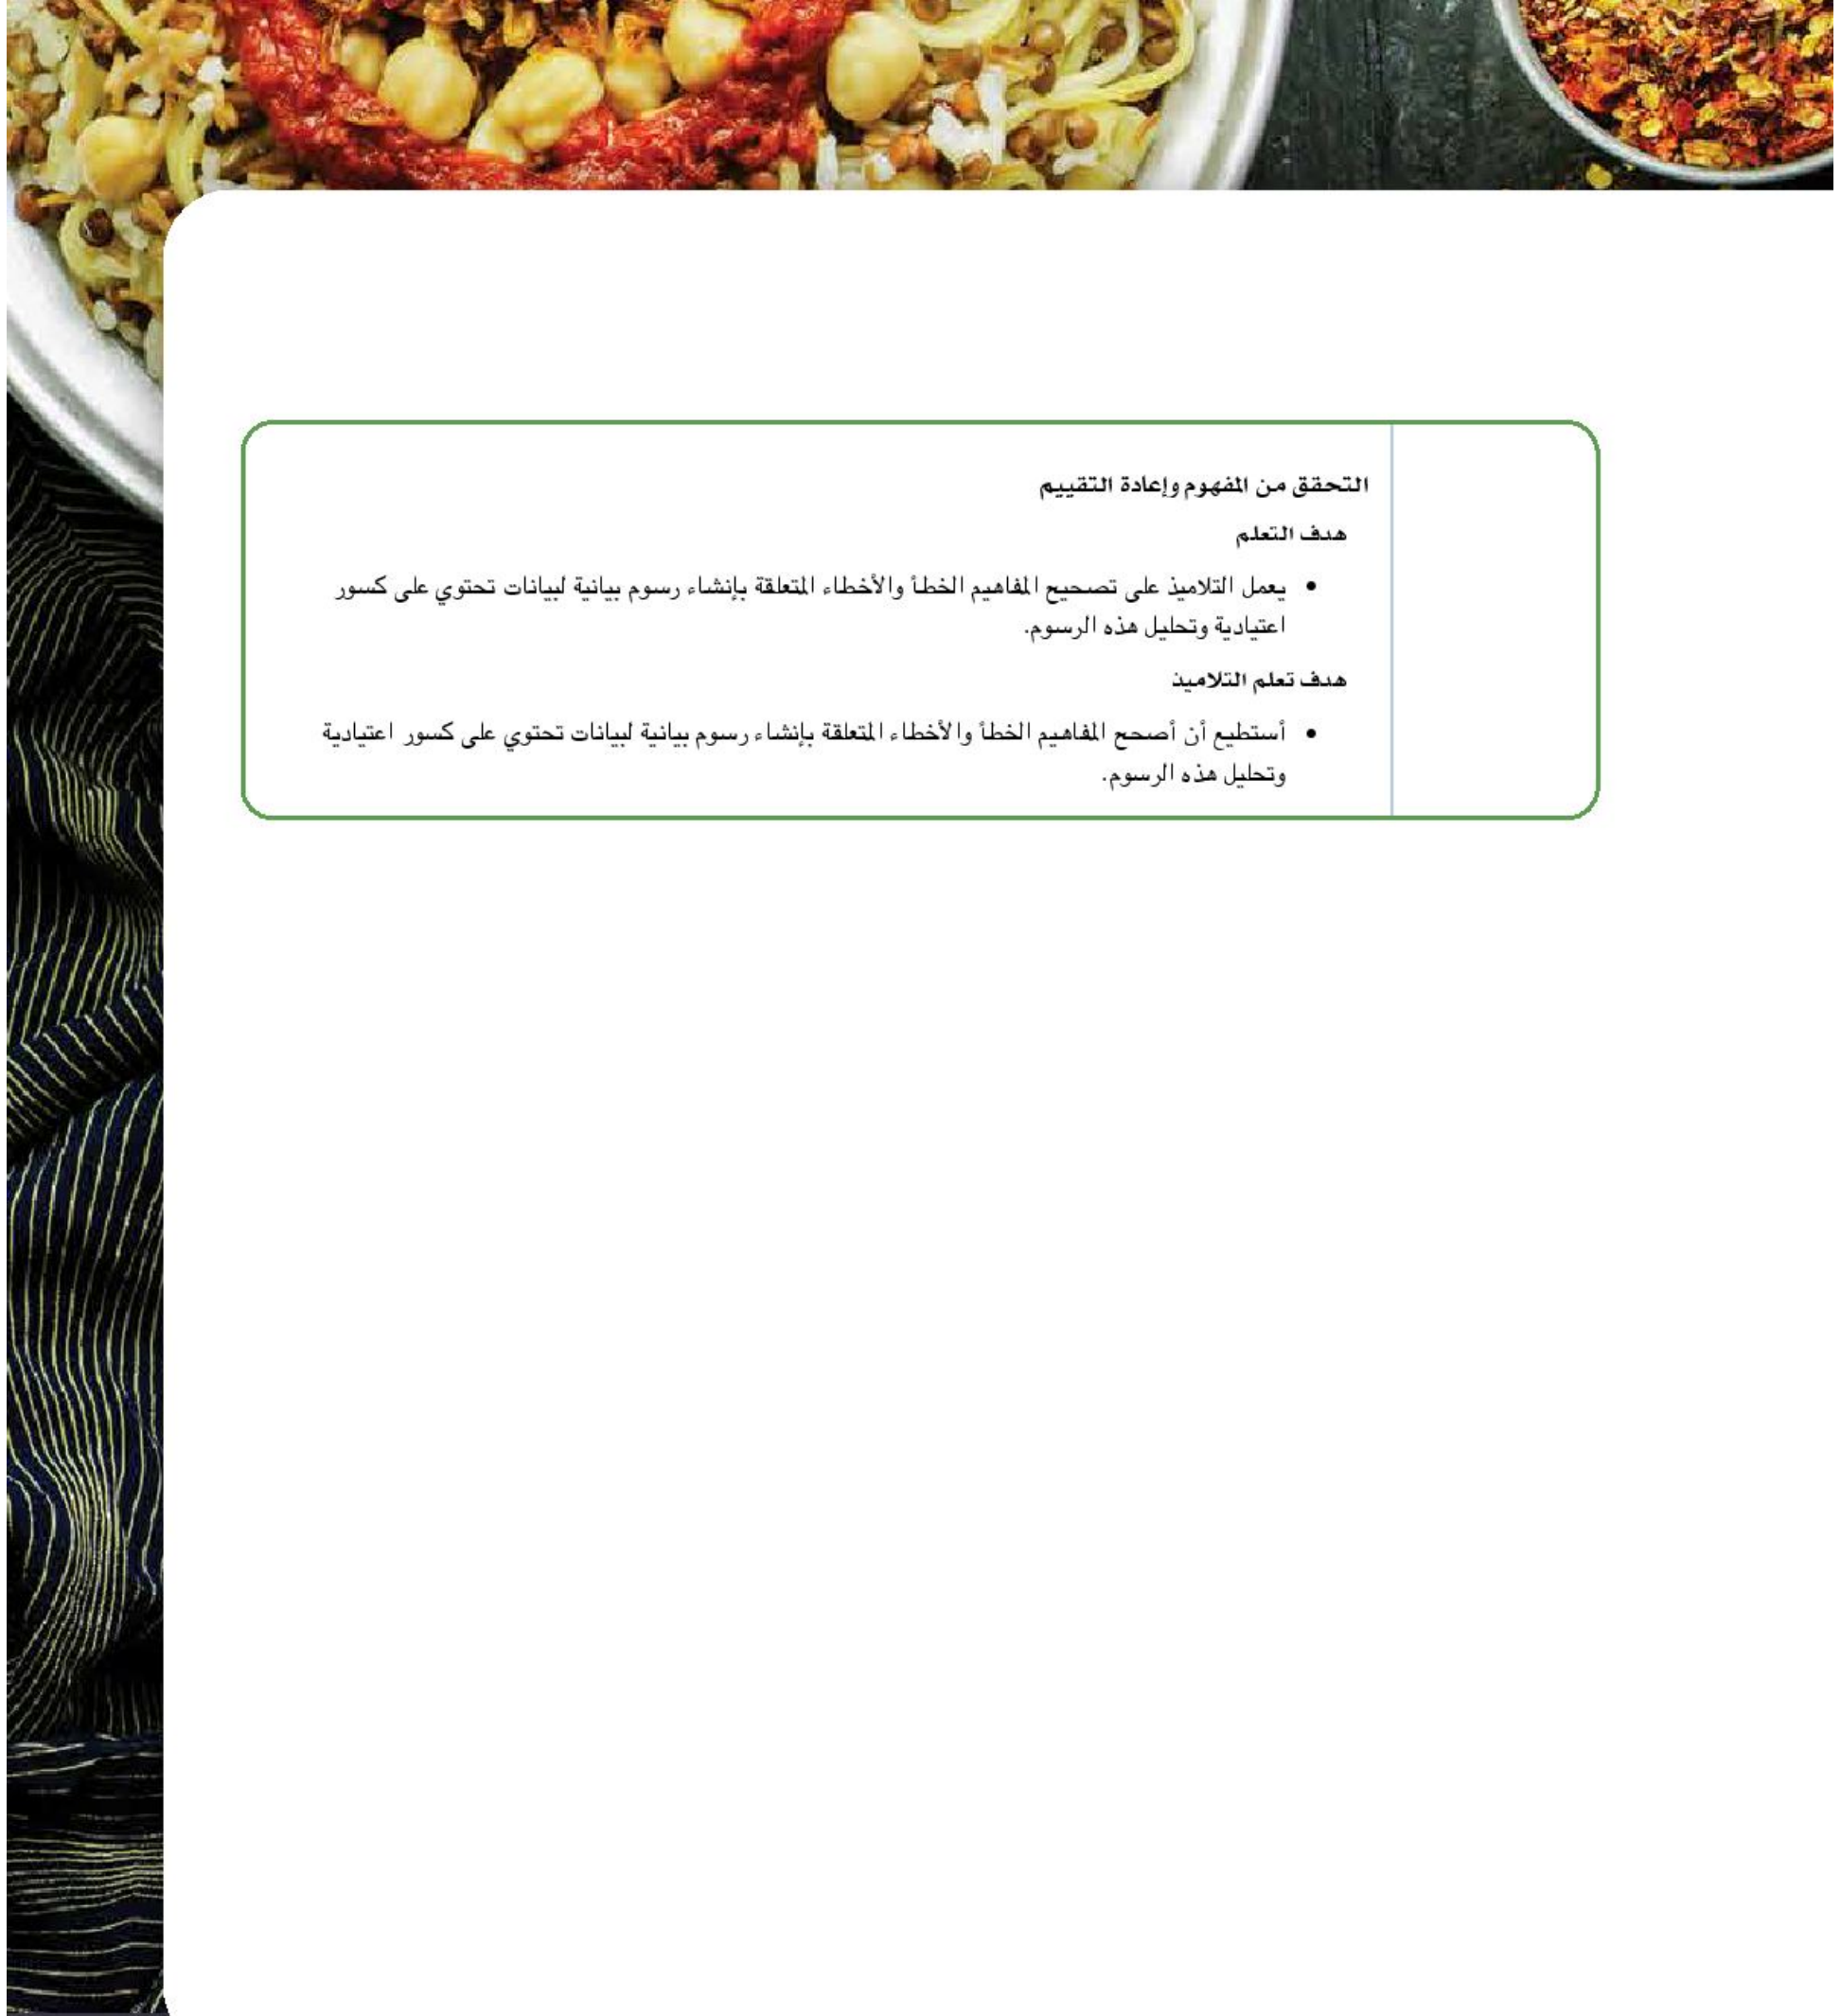 التحقق من المفهوم وإعادة التقييم
هدف التعلم
• يعمل التلاميذ على تصحيح المفاهيم الخطأ والأخطاء المتعلقة بإنشاء رسوم بيانية لبيانات تحتوي على كسور
اعتيادية وتحليل هذه الرسوم.
هدف تعلم التلاميذ
• أستطيع أن أصحح المفاهيم الخطأ والأخطاء المتعلقة بإنشاء رسوم بيانية لبيانات تحتوي على كسور اعتيادية
وتحليل هذه الرسوم.